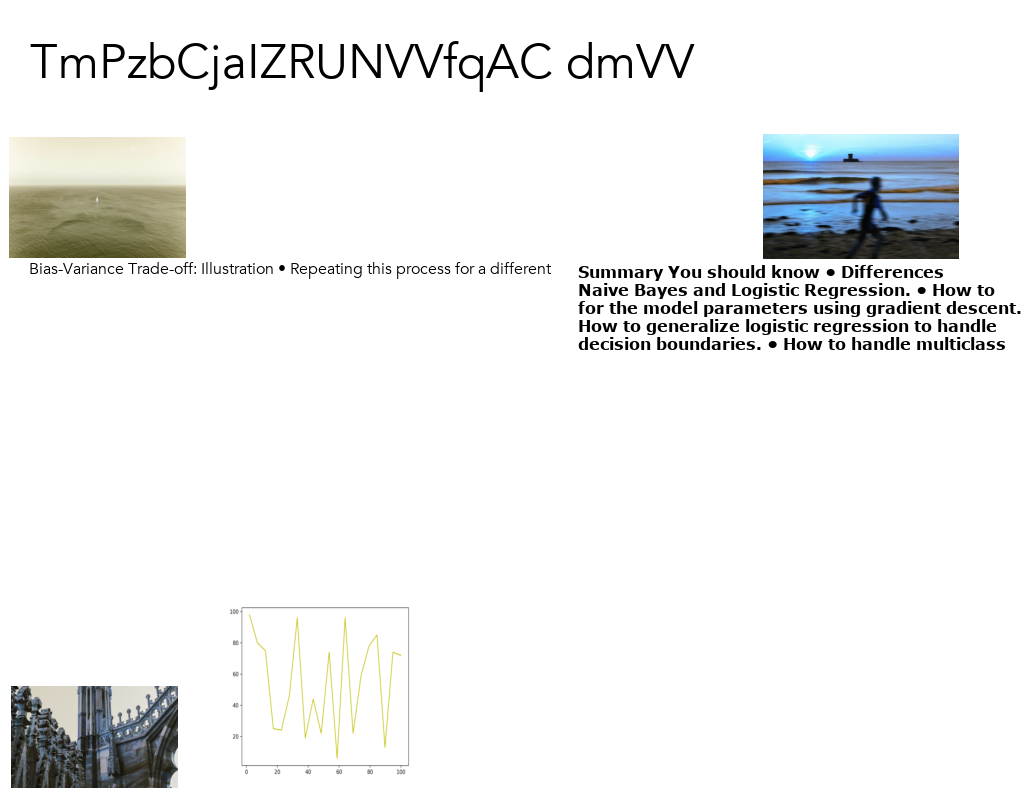 TmPzbCjaIZRUNVVfqAC dmVV
Bias-Variance Trade-off: Illustration • Repeating this process for a different
Summary You should know • Differences
Naive Bayes and Logistic Regression. • How to
for the model parameters using gradient descent.
How to generalize logistic regression to handle
decision boundaries. • How to handle multiclass
100
80
60
40
20
0 20 40 60 80 100